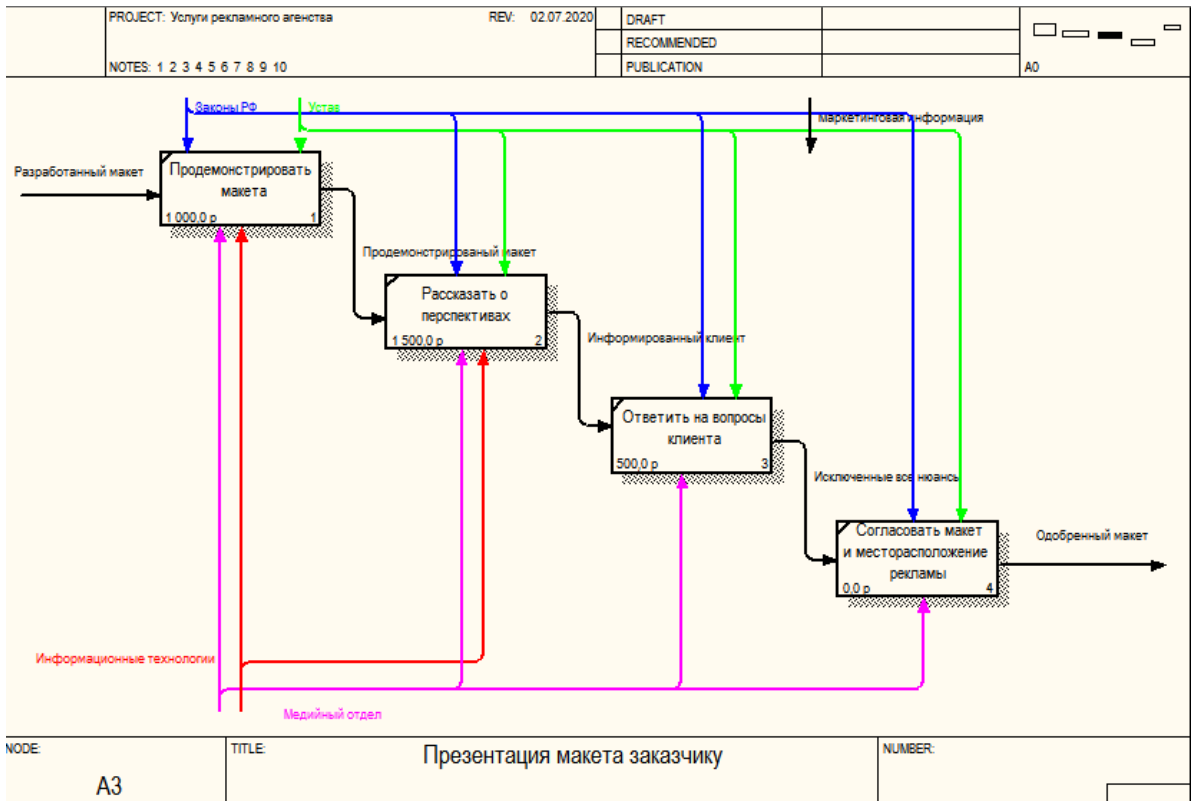 PROJECT: Услуги рекламного агенства
REV: 02.07.2020
DRAFT
RECOMMENDED
NOTES: 1 2 3 4 5 6 7 8 9 10
PUBLICATION
A0
Законы РФ
Устав
Маркетинговая информация
Разработанный макет
Продемонстрировать
макета
1 000,0 р
1
Продемонстрированый макет
Рассказать о
перспективах
1 500,0 р
2
Информированный клиент
Ответить на вопросы
клиента
500,0 р
3
Исключенные все нюансы
Согласовать макет
и месторасположение
рекламы
0,0 р
4
Одобренный макет
Информационные технологии
Медийный отдел
NODE:
A3
TITLE:
Презентация макета заказчику
NUMBER: